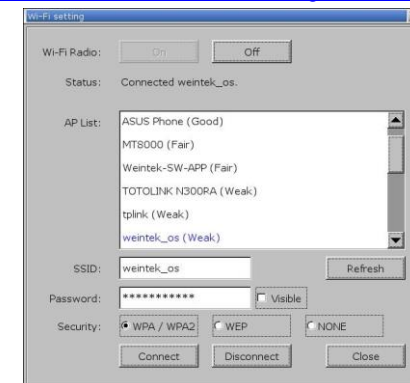 Wi-Fi setting
Wi-Fi Radio: On Off
Status: Connected weintek_os.
AP List: ASUS Phone (Good)
MT8000 (Fair)
Weintek-SW-APP (Fair)
TOTOLINK N300RA (Weak)
tplink (Weak)
weintek_os (Weak)
SSID: weintek_os Refresh
Password: *********** Visible
Security: WPA / WPA2 WEP NONE
Connect Disconnect Close